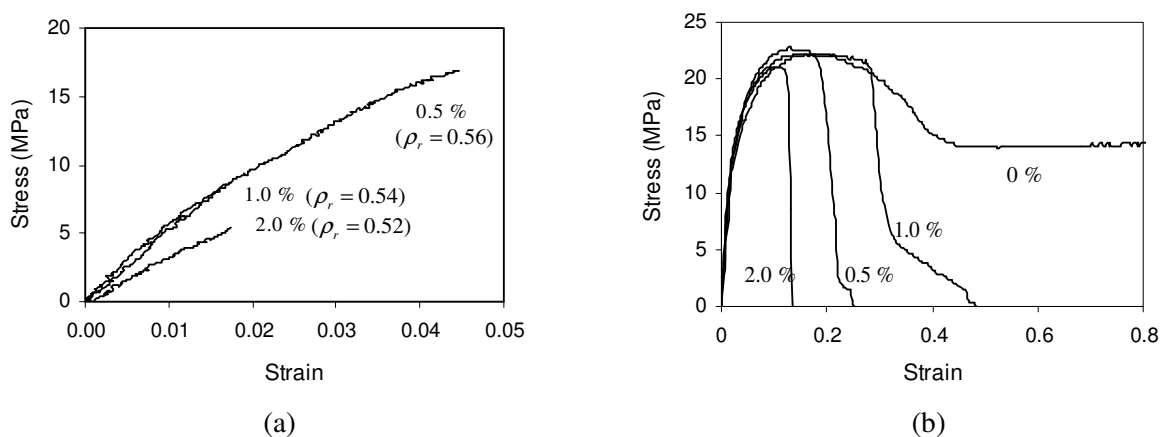 20
15
10
5
0
Stress (MPa)
0.5 %
(ρr = 0.56)
1.0 % (ρr = 0.54)
2.0 % (ρr = 0.52)
0.00 0.01 0.02 0.03 0.04 0.05
Strain
(a)
25
20
15
10
5
0
Stress (MPa)
0 %
1.0 %
2.0 %
0.5 %
0 0.2 0.4 0.6 0.8
Strain
(b)